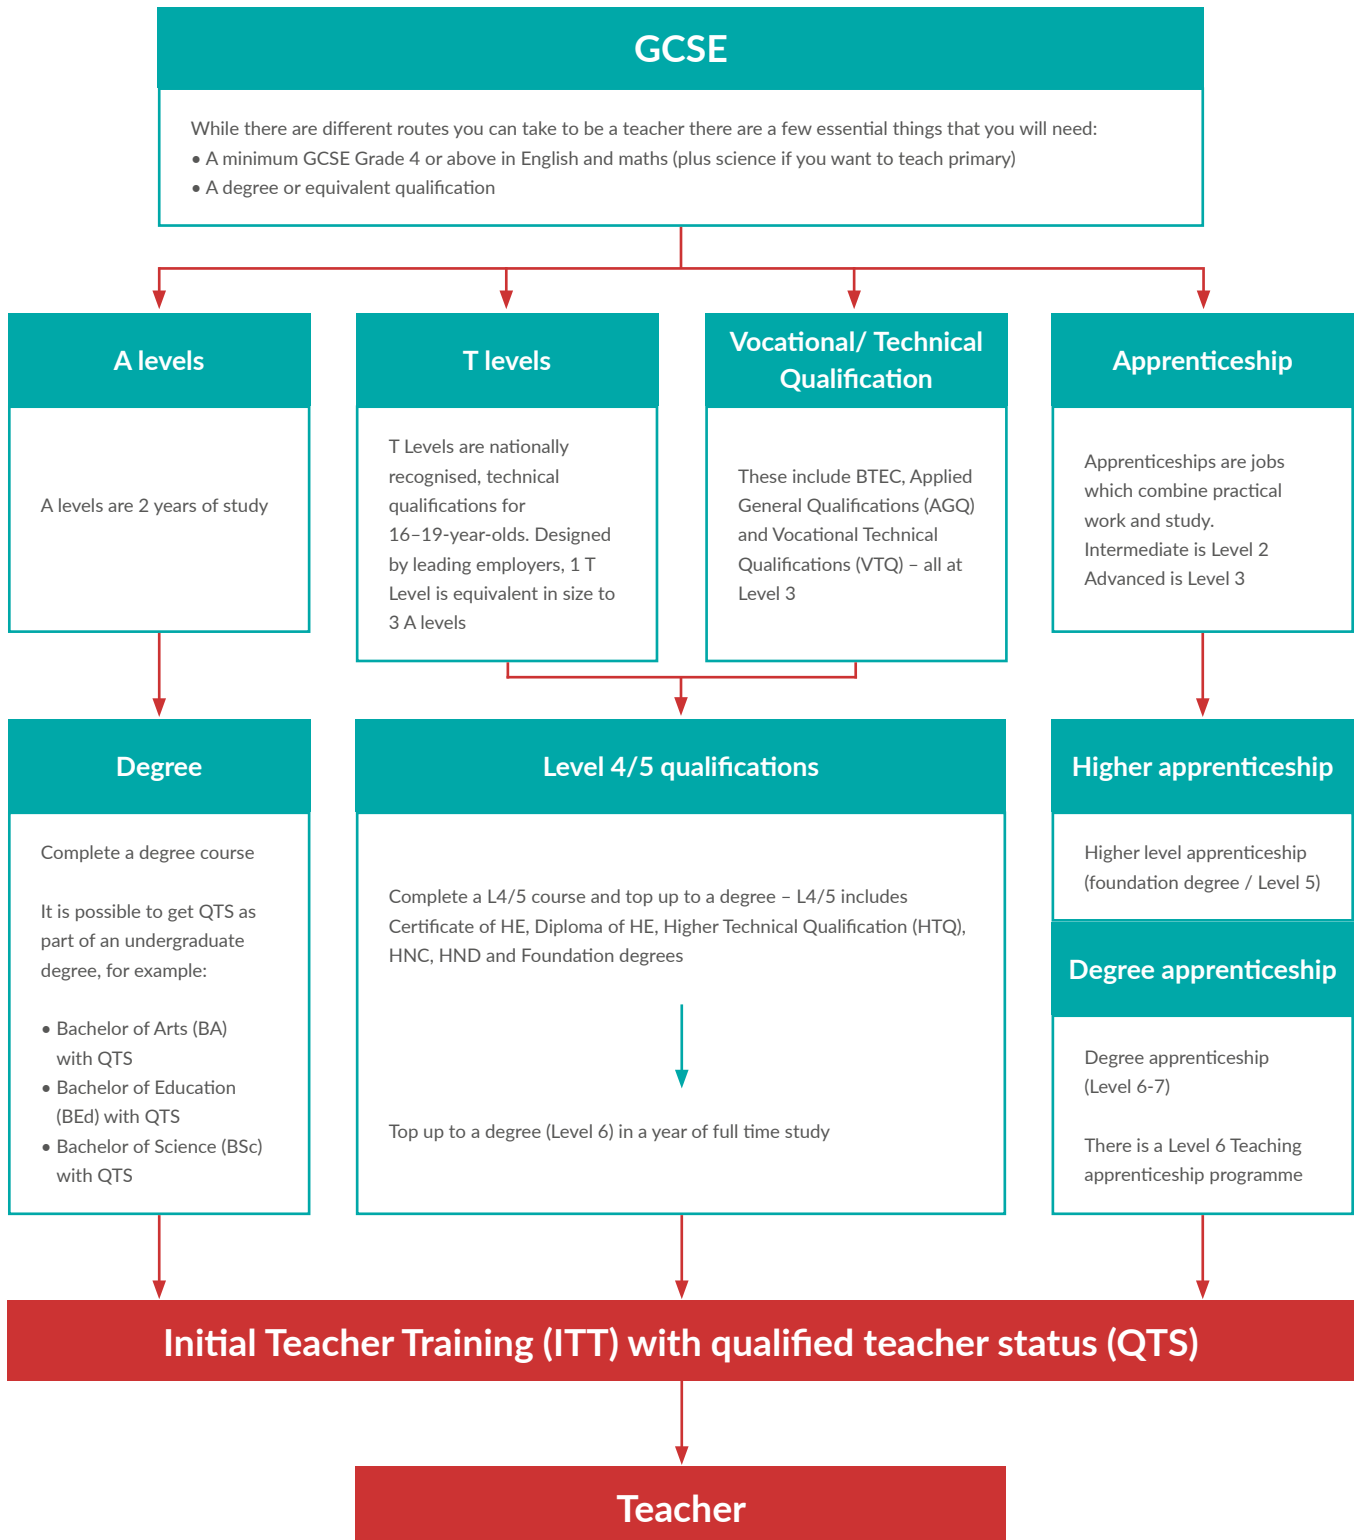 GCSE
While there are different routes you can take to be a teacher there are a few essential things that you will need:
• A minimum GCSE Grade 4 or above in English and maths (plus science if you want to teach primary)
• A degree or equivalent qualification
A levels
A levels are 2 years of study
T levels
T Levels are nationally
recognised, technical
qualifications for
16–19-year-olds. Designed
by leading employers, 1 T
Level is equivalent in size to
3 A levels
Vocational/ Technical
Qualification
These include BTEC, Applied
General Qualifications (AGQ)
and Vocational Technical
Qualifications (VTQ) – all at
Level 3
Apprenticeship
Apprenticeships are jobs
which combine practical
work and study.
Intermediate is Level 2
Advanced is Level 3
Degree
Complete a degree course
It is possible to get QTS as
part of an undergraduate
degree, for example:
• Bachelor of Arts (BA)
with QTS
• Bachelor of Education
(BEd) with QTS
• Bachelor of Science (BSc)
with QTS
Level 4/5 qualifications
Complete a L4/5 course and top up to a degree – L4/5 includes
Certificate of HE, Diploma of HE, Higher Technical Qualification (HTQ),
HNC, HND and Foundation degrees
Top up to a degree (Level 6) in a year of full time study
Higher apprenticeship
Higher level apprenticeship
(foundation degree / Level 5)
Degree apprenticeship
Degree apprenticeship
(Level 6-7)
There is a Level 6 Teaching
apprenticeship programme
Initial Teacher Training (ITT) with qualified teacher status (QTS)
Teacher